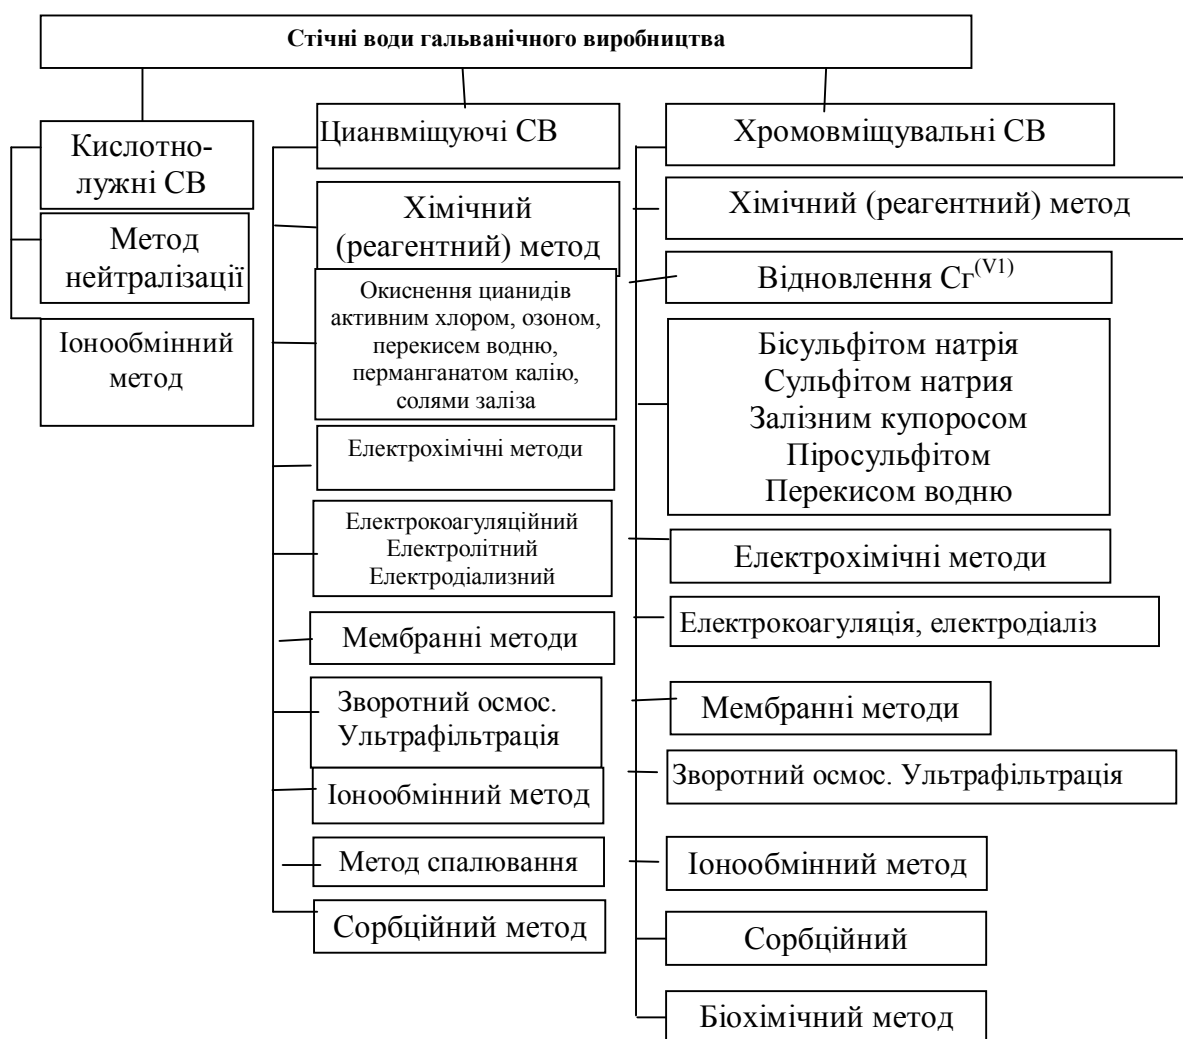 Стічні води гальванічного виробництва
Кислотно-
лужні СВ
Метод
нейтралізації
Іонообмінний
метод
Цианвміщуючі СВ
Хімічний
(реагентний) метод
Окиснення цианидів
активним хлором, озоном,
перекисем водню,
перманганатом калію,
солями заліза
Електрохімічні методи
Електрокоагуляційний
Електролітний
Електродіализний
Мембранні методи
Зворотний осмос.
Ультрафільтрація
Іонообмінний метод
Метод спалювання
Сорбційний метод
Хромовміщувальні СВ
Хімічний (реагентний) метод
Відновлення Сг(V1)
Бісульфітом натрія
Сульфітом натрия
Залізним купоросом
Піросульфітом
Перекисом водню
Електрохімічні методи
Електрокоагуляція, електродіаліз
Мембранні методи
Зворотний осмос. Ультрафільтрація
Іонообмінний метод
Сорбційний
Біохімічний метод